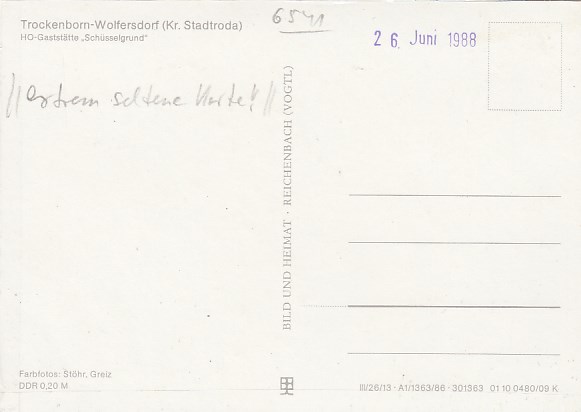 Trockenborn-Wolfersdorf (Kr. Stadtroda)
HO-Gaststätte „Schüsselgrund"
6541
26. Juni 1988
//extrem seltene Karte!//
BILD UND HEIMAT · REICHENBACH (VOGTL)
Farbfotos: Stöhr, Greiz
DDR 0,20 M
III/26/13 · A1/1363/86 · 301363 01 10 0480/09 K